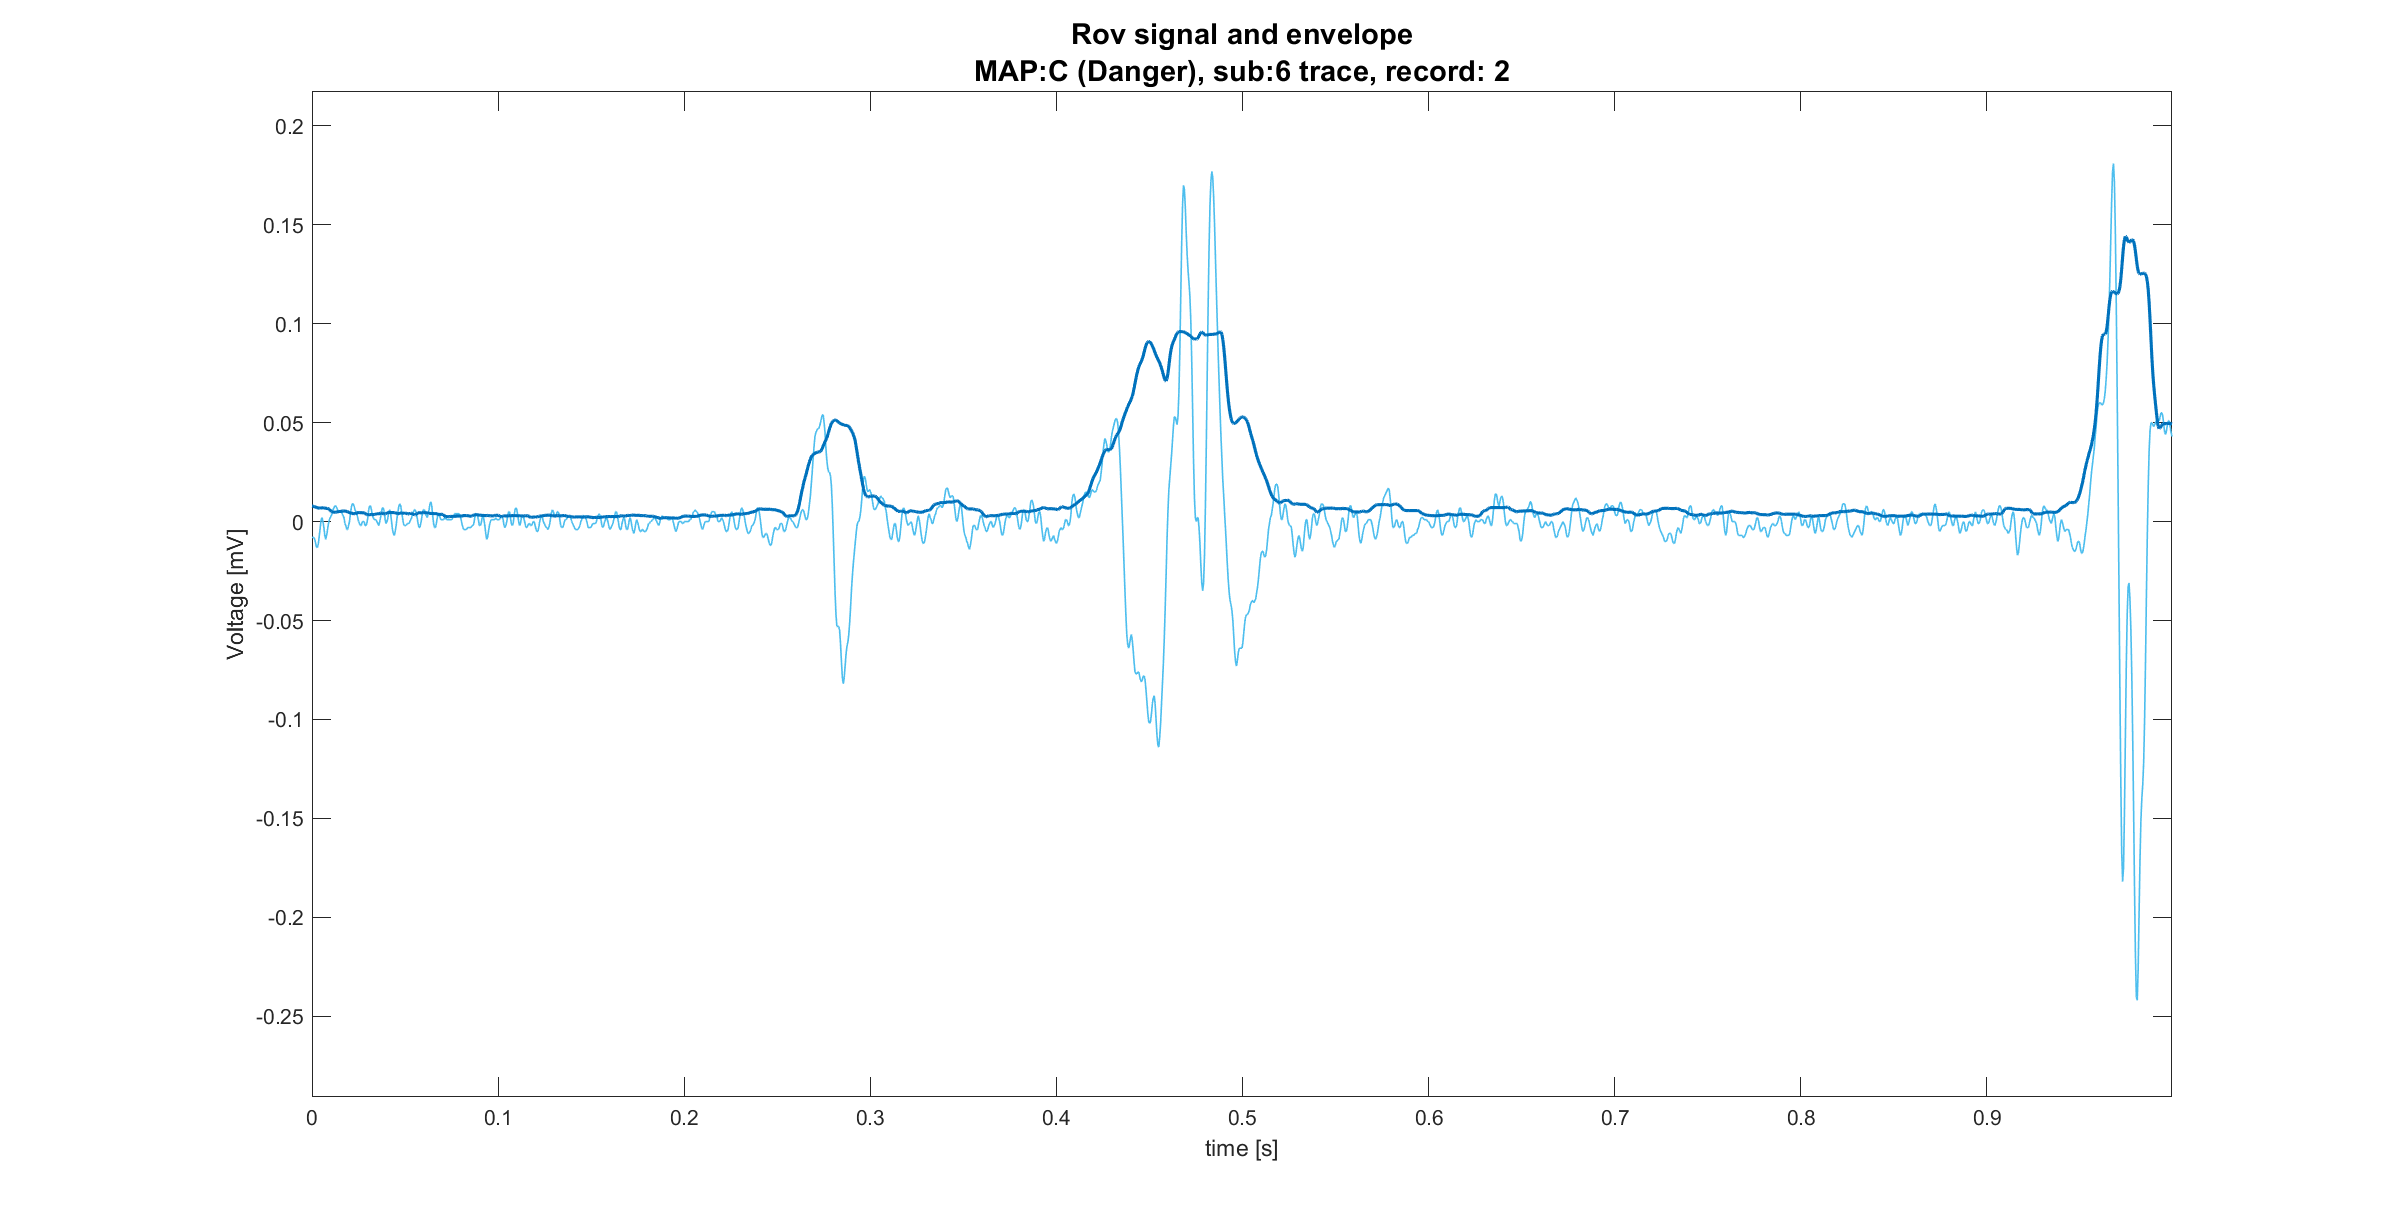 Rov signal and envelope
MAP:C (Danger), sub:6 trace, record: 2
0.2
0.15
0.1
0.05
0
-0.05
-0.1
-0.15
-0.2
-0.25
Voltage [mV]
0 0.1 0.2 0.3 0.4 0.5 0.6 0.7 0.8 0.9
time [s]